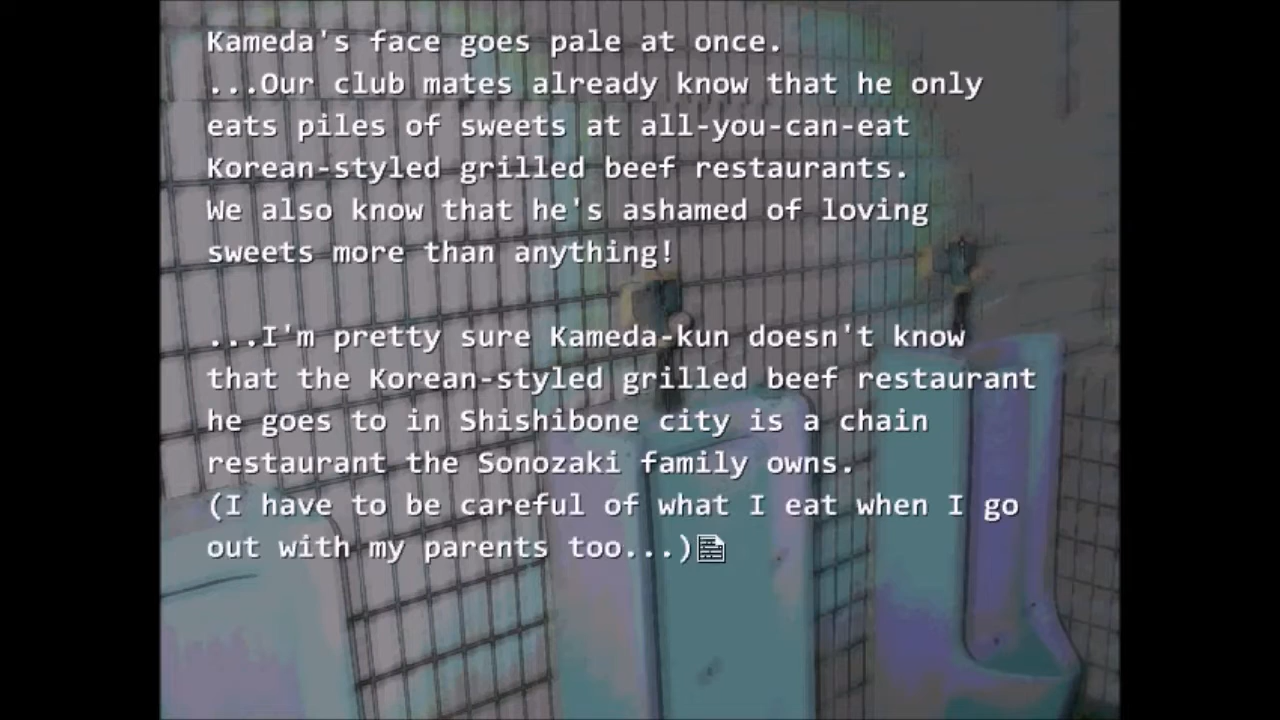 Kameda's face goes pale at once.
...Our club mates already know that he only
eats piles of sweets at all-you-can-eat
Korean-styled grilled beef restaurants.
We also know that he's ashamed of loving
sweets more than anything!
...I'm pretty sure Kameda-kun doesn't know
that the Korean-styled grilled beef restaurant
he goes to in Shishibone city is a chain
restaurant the Sonozaki family owns.
(I have to be careful of what I eat when I go
out with my parents too...)